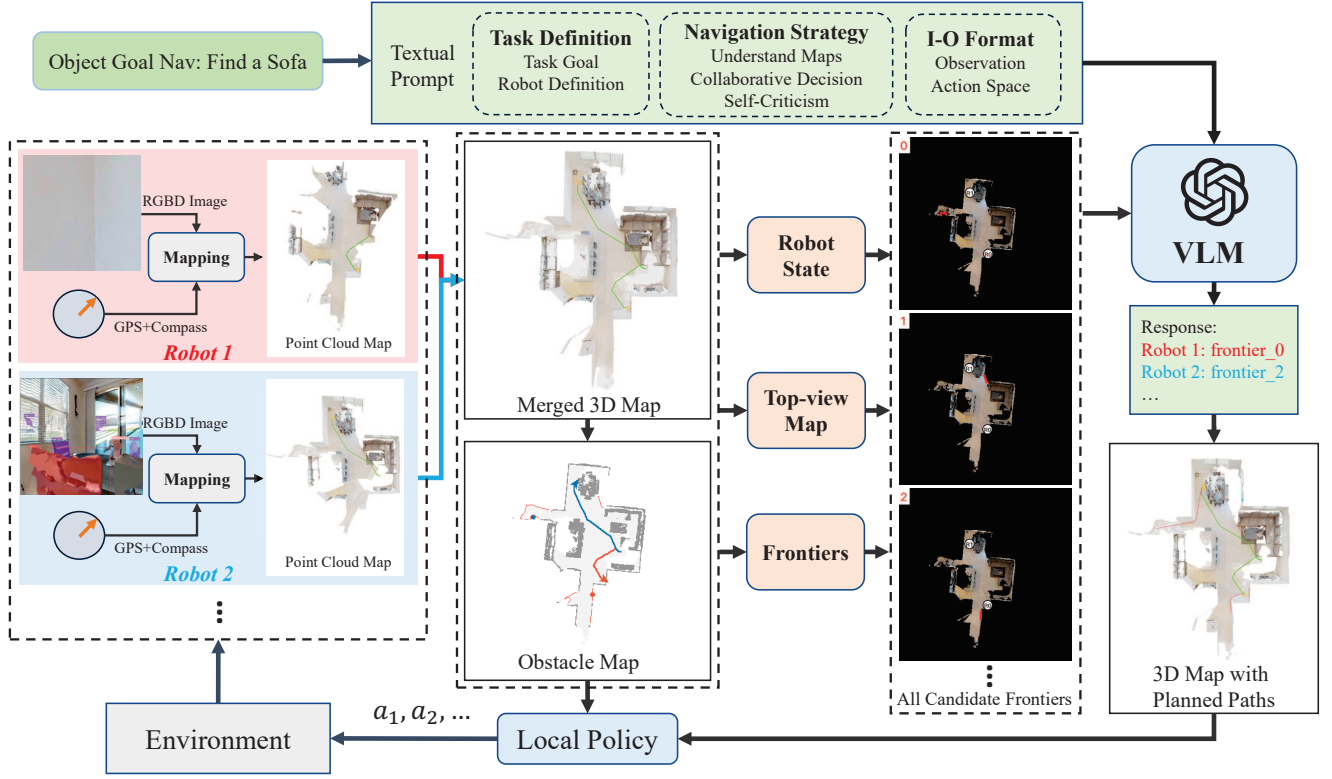 Object Goal Nav: Find a Sofa
Textual
Prompt
Task Definition
Task Goal
Robot Definition
Navigation Strategy
Understand Maps
Collaborative Decision
Self-Criticism
I-O Format
Observation
Action Space
RGBD Image
Mapping
GPS+Compass
Robot 1
Point Cloud Map
RGBD Image
Mapping
GPS+Compass
Robot 2
Point Cloud Map
Merged 3D Map
Obstacle Map
Robot
State
Top-view
Map
Frontiers
0
1
2
All Candidate Frontiers
VLM
Response:
Robot 1: frontier_0
Robot 2: frontier_2
…
3D Map with
Planned Paths
Local Policy
a₁, a₂, …
Environment